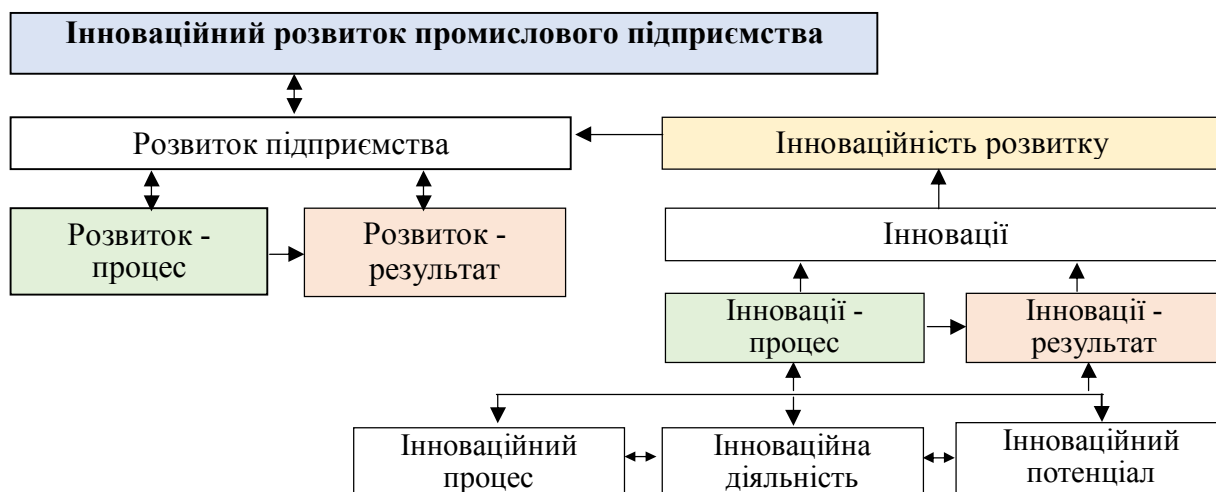 Інноваційний розвиток промислового підприємства
Розвиток підприємства
Інноваційність розвитку
Розвиток -
процес
Розвиток -
результат
Інновації
Інновації -
процес
Інновації -
результат
Інноваційний
процес
Інноваційна
діяльність
Інноваційний
потенціал